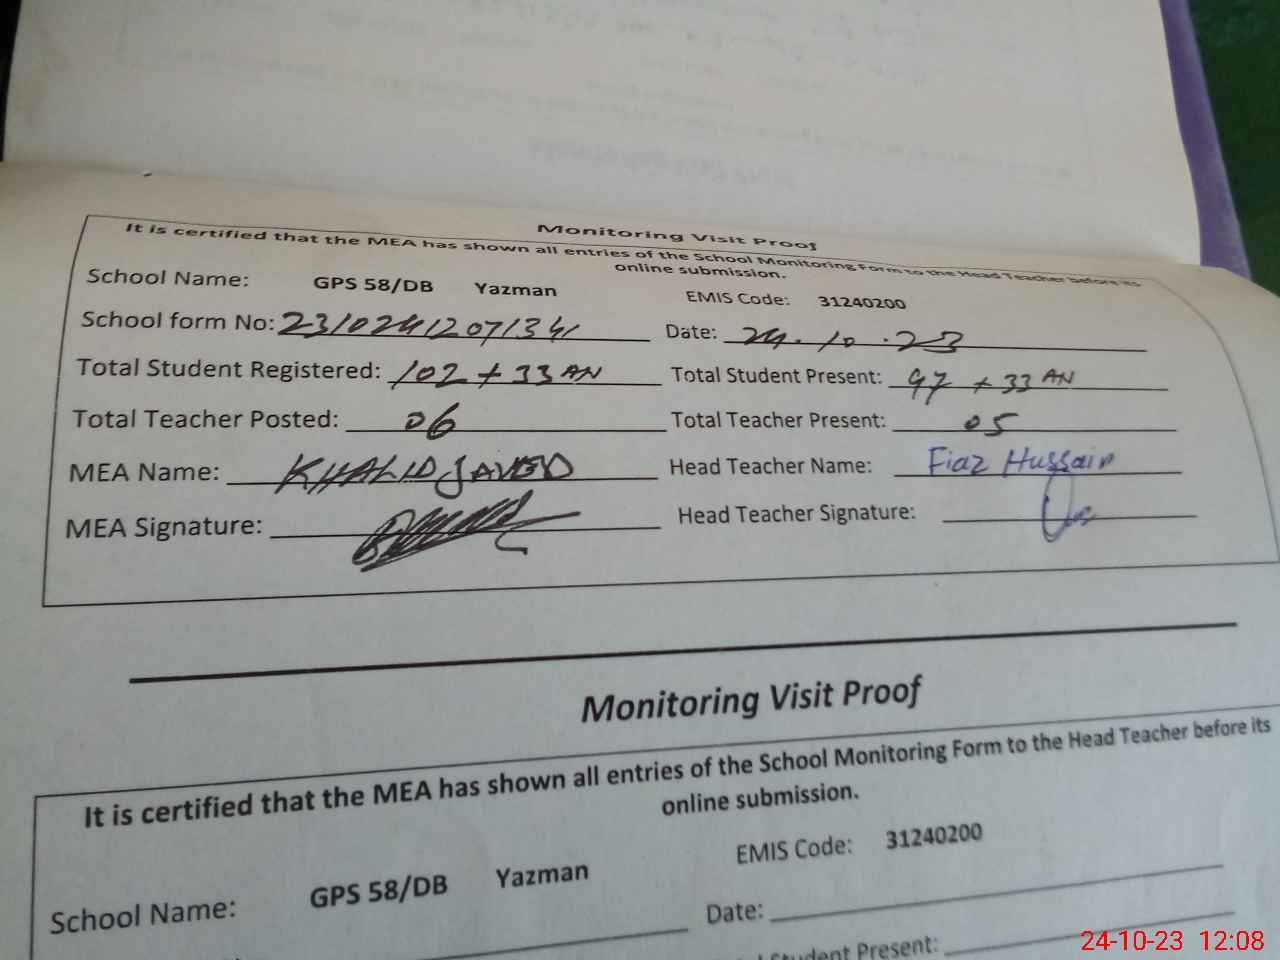 Monitoring Visit Proof
It is certified that the MEA has shown all entries of the School Monitoring Form to the Head Teacher before its
online submission.
School Name: GPS 58/DB Yazman EMIS Code: 31240200
School form No: Date: 24.10.23
Total Student Registered: 102 + 33 AN Total Student Present: 97 + 33 AN
Total Teacher Posted: 06 Total Teacher Present: 05
MEA Name: KHALID JAVED Head Teacher Name: Fiaz Hussain
MEA Signature: Head Teacher Signature:
Monitoring Visit Proof
It is certified that the MEA has shown all entries of the School Monitoring Form to the Head Teacher before its
online submission.
School Name: GPS 58/DB Yazman EMIS Code: 31240200
Date:
Student Present:
24-10-23 12:08